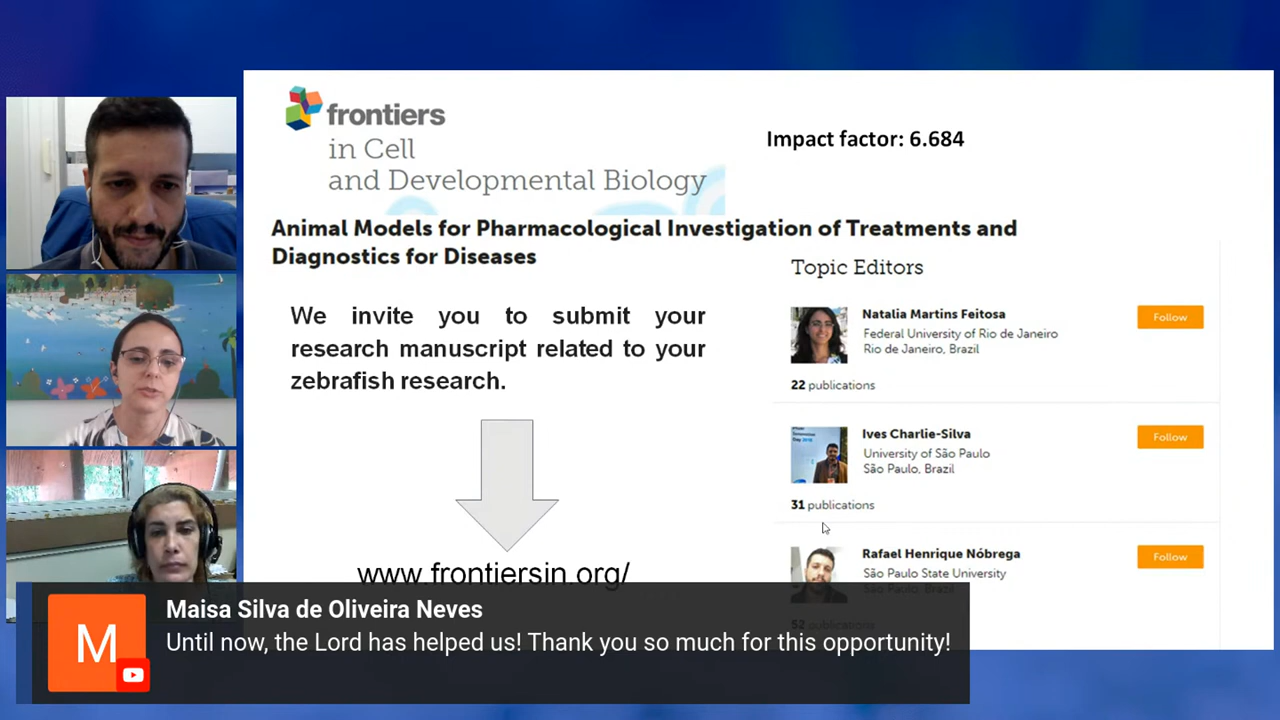 frontiers
in Cell
and Developmental Biology
Impact factor: 6.684
Animal Models for Pharmacological Investigation of Treatments and
Diagnostics for Diseases
We invite you to submit your
research manuscript related to your
zebrafish research.
www.frontiersin.org/
Topic Editors
Natalia Martins Feitosa
Federal University of Rio de Janeiro
Rio de Janeiro, Brazil
Follow
22 publications
Ives Charlie-Silva
University of São Paulo
São Paulo, Brazil
Follow
31 publications
Rafael Henrique Nóbrega
São Paulo State University
São Paulo, Brazil
Follow
52 publications
M
Maisa Silva de Oliveira Neves
Until now, the Lord has helped us! Thank you so much for this opportunity!